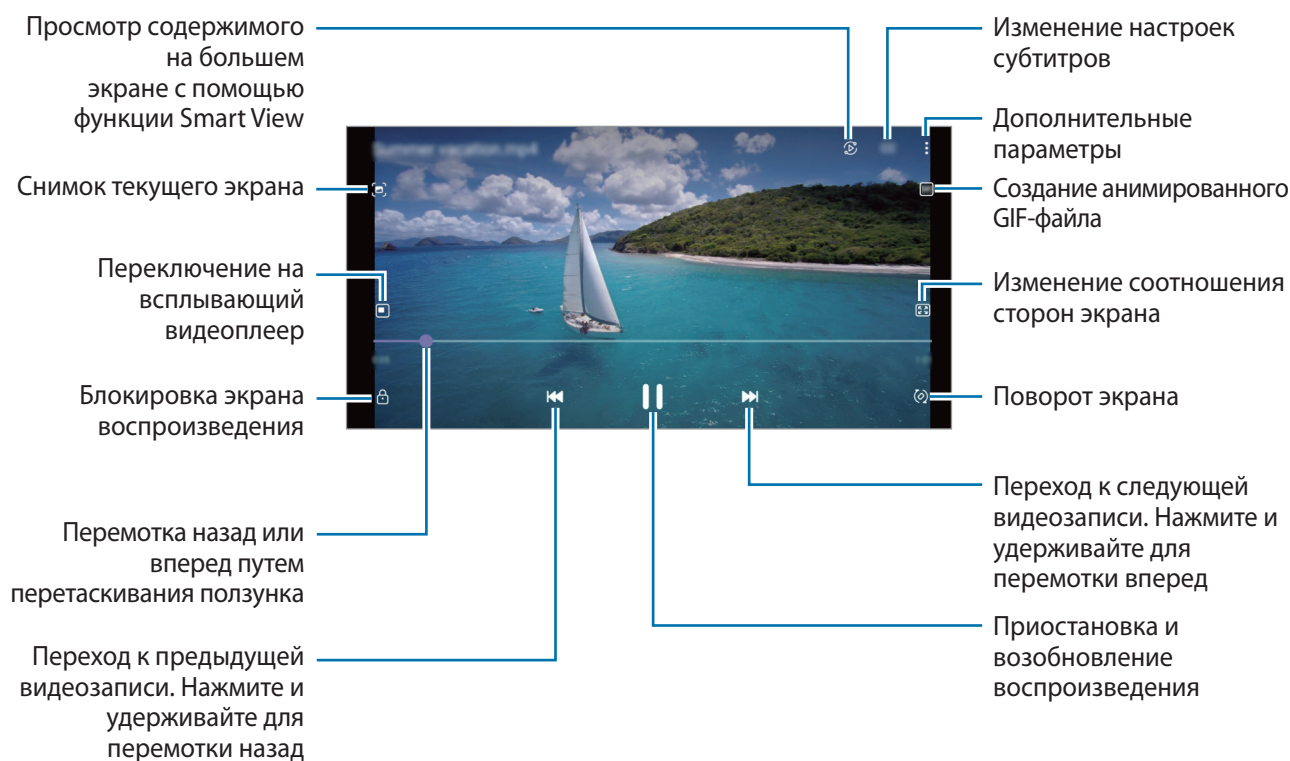 Просмотр содержимого
на большем
экране с помощью
функции Smart View
Снимок текущего экрана
Переключение на
всплывающий
видеоплеер
Блокировка экрана
воспроизведения
Перемотка назад или
вперед путем
перетаскивания ползунка
Переход к предыдущей
видеозаписи. Нажмите и
удерживайте для
перемотки назад
Изменение настроек
субтитров
Дополнительные
параметры
Создание анимированного
GIF-файла
Изменение соотношения
сторон экрана
Поворот экрана
Переход к следующей
видеозаписи. Нажмите и
удерживайте для
перемотки вперед
Приостановка и
возобновление
воспроизведения